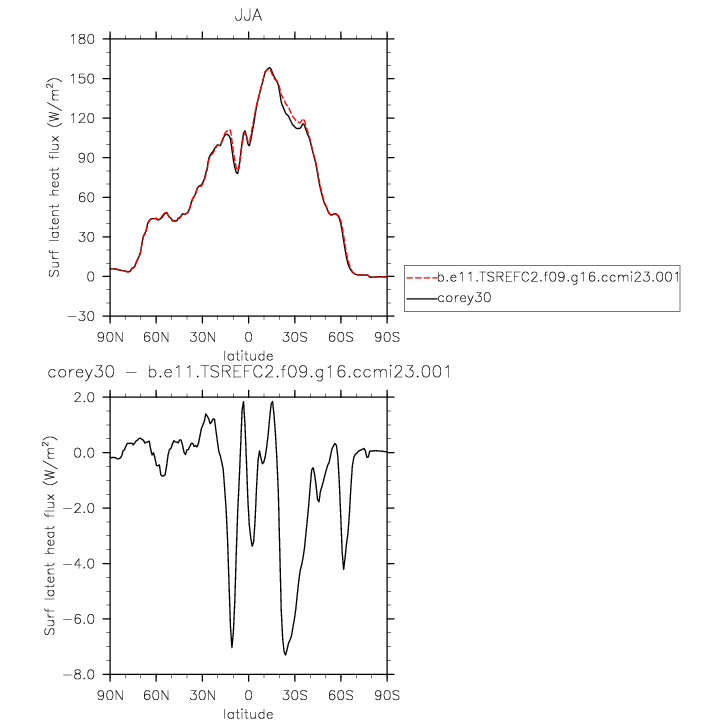 JJA
Surf latent heat flux (W/m²)
180
150
120
90
60
30
0
−30
90N 60N 30N 0 30S 60S 90S
latitude
b.e11.TSREFC2.f09.g16.ccmi23.001
corey30
corey30 − b.e11.TSREFC2.f09.g16.ccmi23.001
Surf latent heat flux (W/m²)
2.0
0.0
−2.0
−4.0
−6.0
−8.0
90N 60N 30N 0 30S 60S 90S
latitude